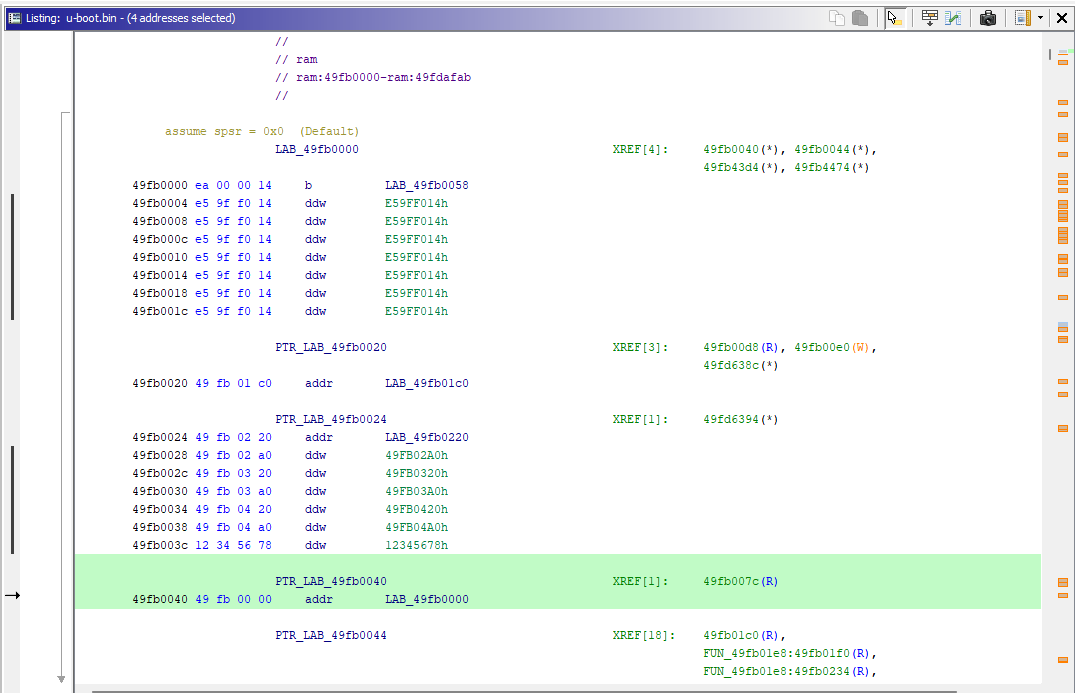 Listing: u-boot.bin - (4 addresses selected)
//
// ram
// ram:49fb0000-ram:49fdafab
//
assume spsr = 0x0 (Default)
LAB_49fb0000 XREF[4]: 49fb0040(*), 49fb0044(*),
49fb43d4(*), 49fb4474(*)
49fb0000 ea 00 00 14 b LAB_49fb0058
49fb0004 e5 9f f0 14 ddw E59FF014h
49fb0008 e5 9f f0 14 ddw E59FF014h
49fb000c e5 9f f0 14 ddw E59FF014h
49fb0010 e5 9f f0 14 ddw E59FF014h
49fb0014 e5 9f f0 14 ddw E59FF014h
49fb0018 e5 9f f0 14 ddw E59FF014h
49fb001c e5 9f f0 14 ddw E59FF014h
PTR_LAB_49fb0020 XREF[3]: 49fb00d8(R), 49fb00e0(W),
49fd638c(*)
49fb0020 49 fb 01 c0 addr LAB_49fb01c0
PTR_LAB_49fb0024 XREF[1]: 49fd6394(*)
49fb0024 49 fb 02 20 addr LAB_49fb0220
49fb0028 49 fb 02 a0 ddw 49FB02A0h
49fb002c 49 fb 03 20 ddw 49FB0320h
49fb0030 49 fb 03 a0 ddw 49FB03A0h
49fb0034 49 fb 04 20 ddw 49FB0420h
49fb0038 49 fb 04 a0 ddw 49FB04A0h
49fb003c 12 34 56 78 ddw 12345678h
PTR_LAB_49fb0040 XREF[1]: 49fb007c(R)
49fb0040 49 fb 00 00 addr LAB_49fb0000
PTR_LAB_49fb0044 XREF[18]: 49fb01c0(R),
FUN_49fb01e8:49fb01f0(R),
FUN_49fb01e8:49fb0234(R),